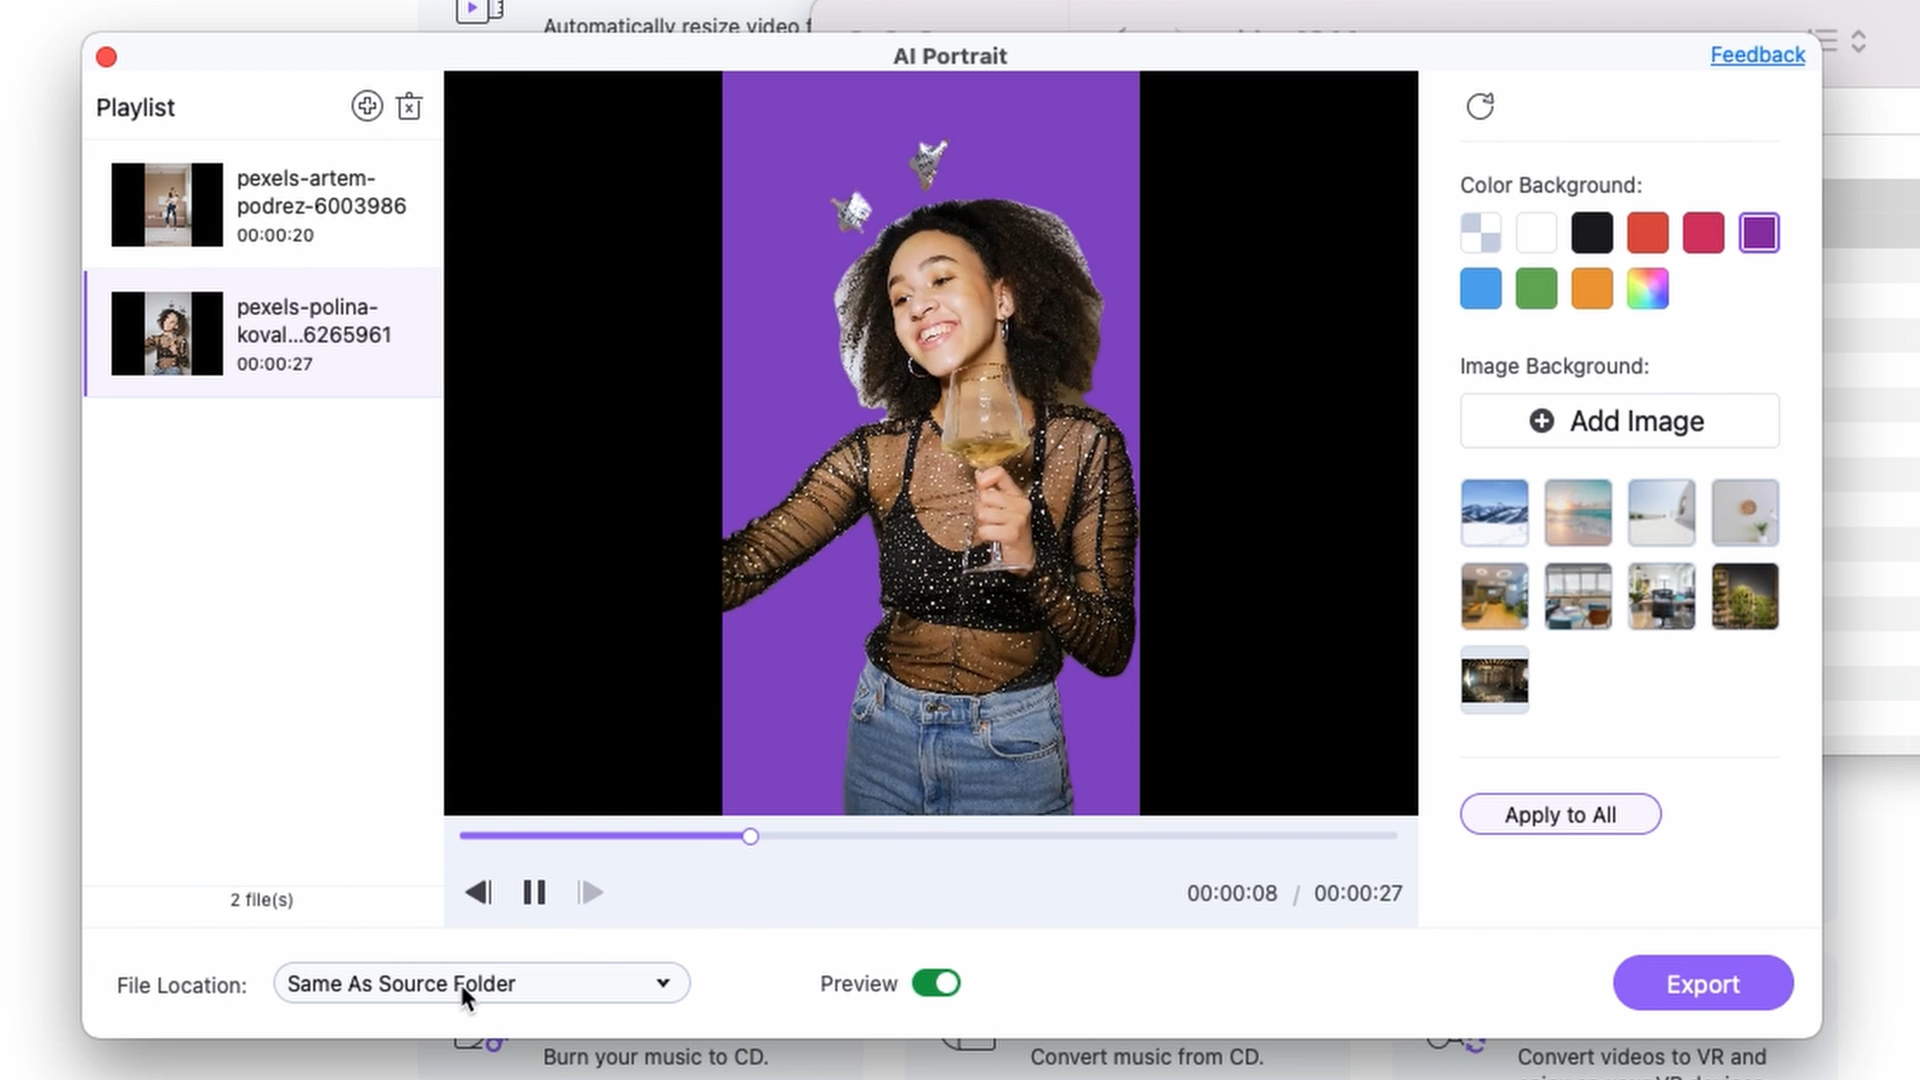 Automatically resize video f
AI Portrait
Feedback
Playlist
pexels-artem-
podrez-6003986
00:00:20
pexels-polina-
koval...6265961
00:00:27
2 file(s)
00:00:08 / 00:00:27
Color Background:
Image Background:
Add Image
Apply to All
File Location:
Same As Source Folder
Preview
Export
Burn your music to CD.
Convert music from CD.
Convert videos to VR and